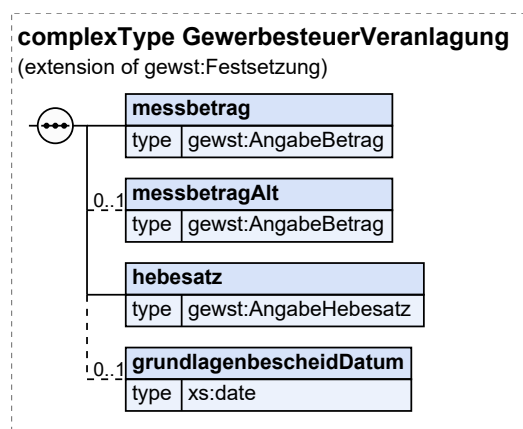 complexType GewerbesteuerVeranlagung
(extension of gewst:Festsetzung)
messbetrag
type gewst:AngabeBetrag
0..1 messbetragAlt
type gewst:AngabeBetrag
hebesatz
type gewst:AngabeHebesatz
0..1 grundlagenbescheidDatum
type xs:date